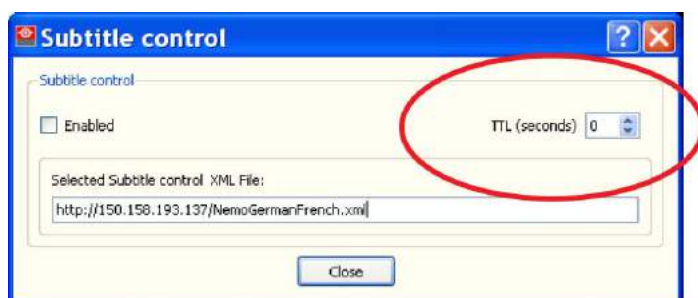 Subtitle control
Subtitle control
Enabled
TTL (seconds) 0
Selected Subtitle control XML File:
http://150.158.193.137/NemoGermanFrench.xml
Close